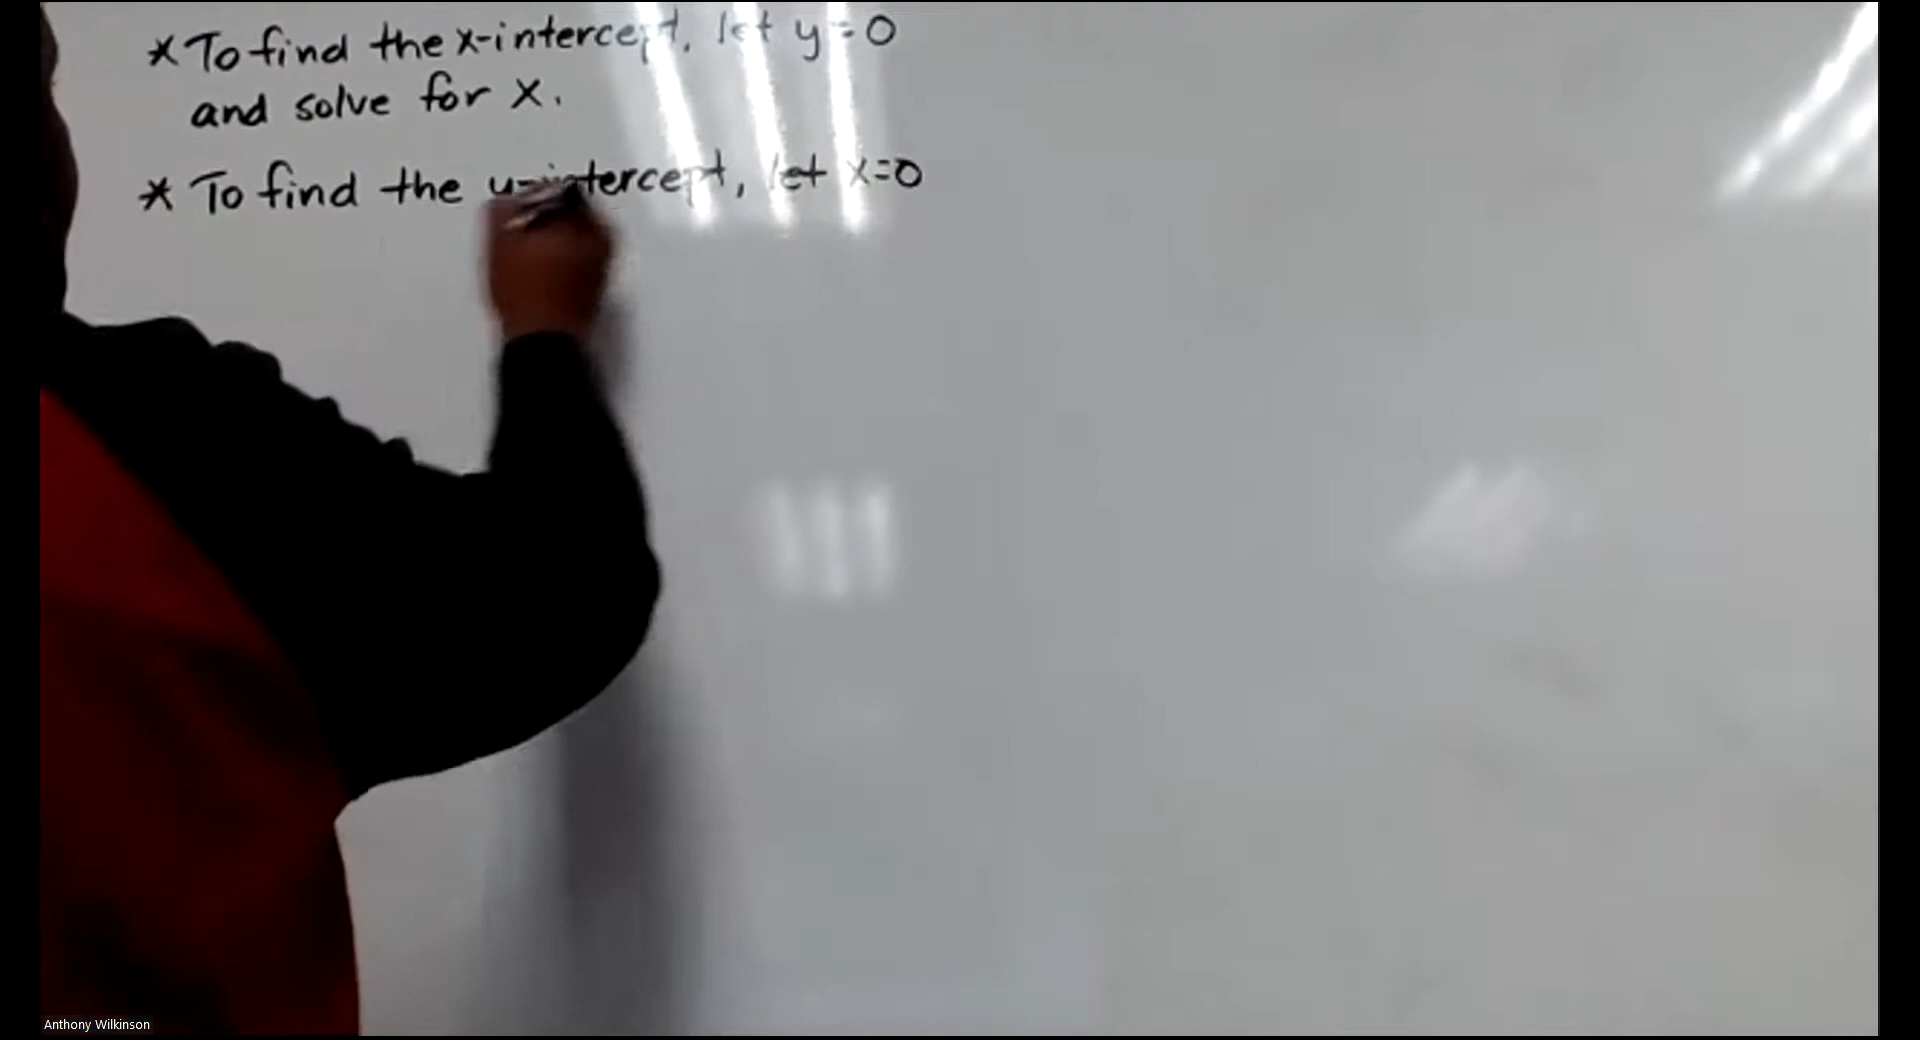 * To find the x-intercept, let y=0
and solve for x.
* To find the y-intercept, let x=0
Anthony Wilkinson